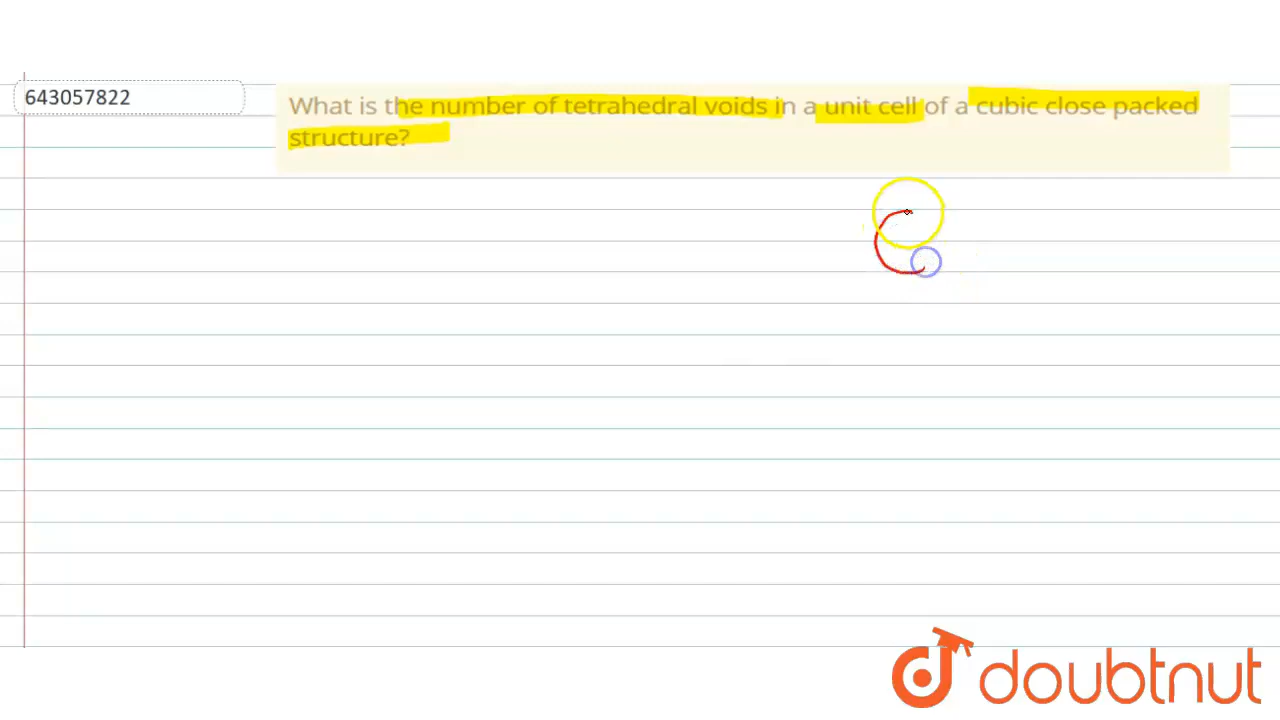 643057822
What is the number of tetrahedral voids in a unit cell of a cubic close packed
structure?
doubtnut